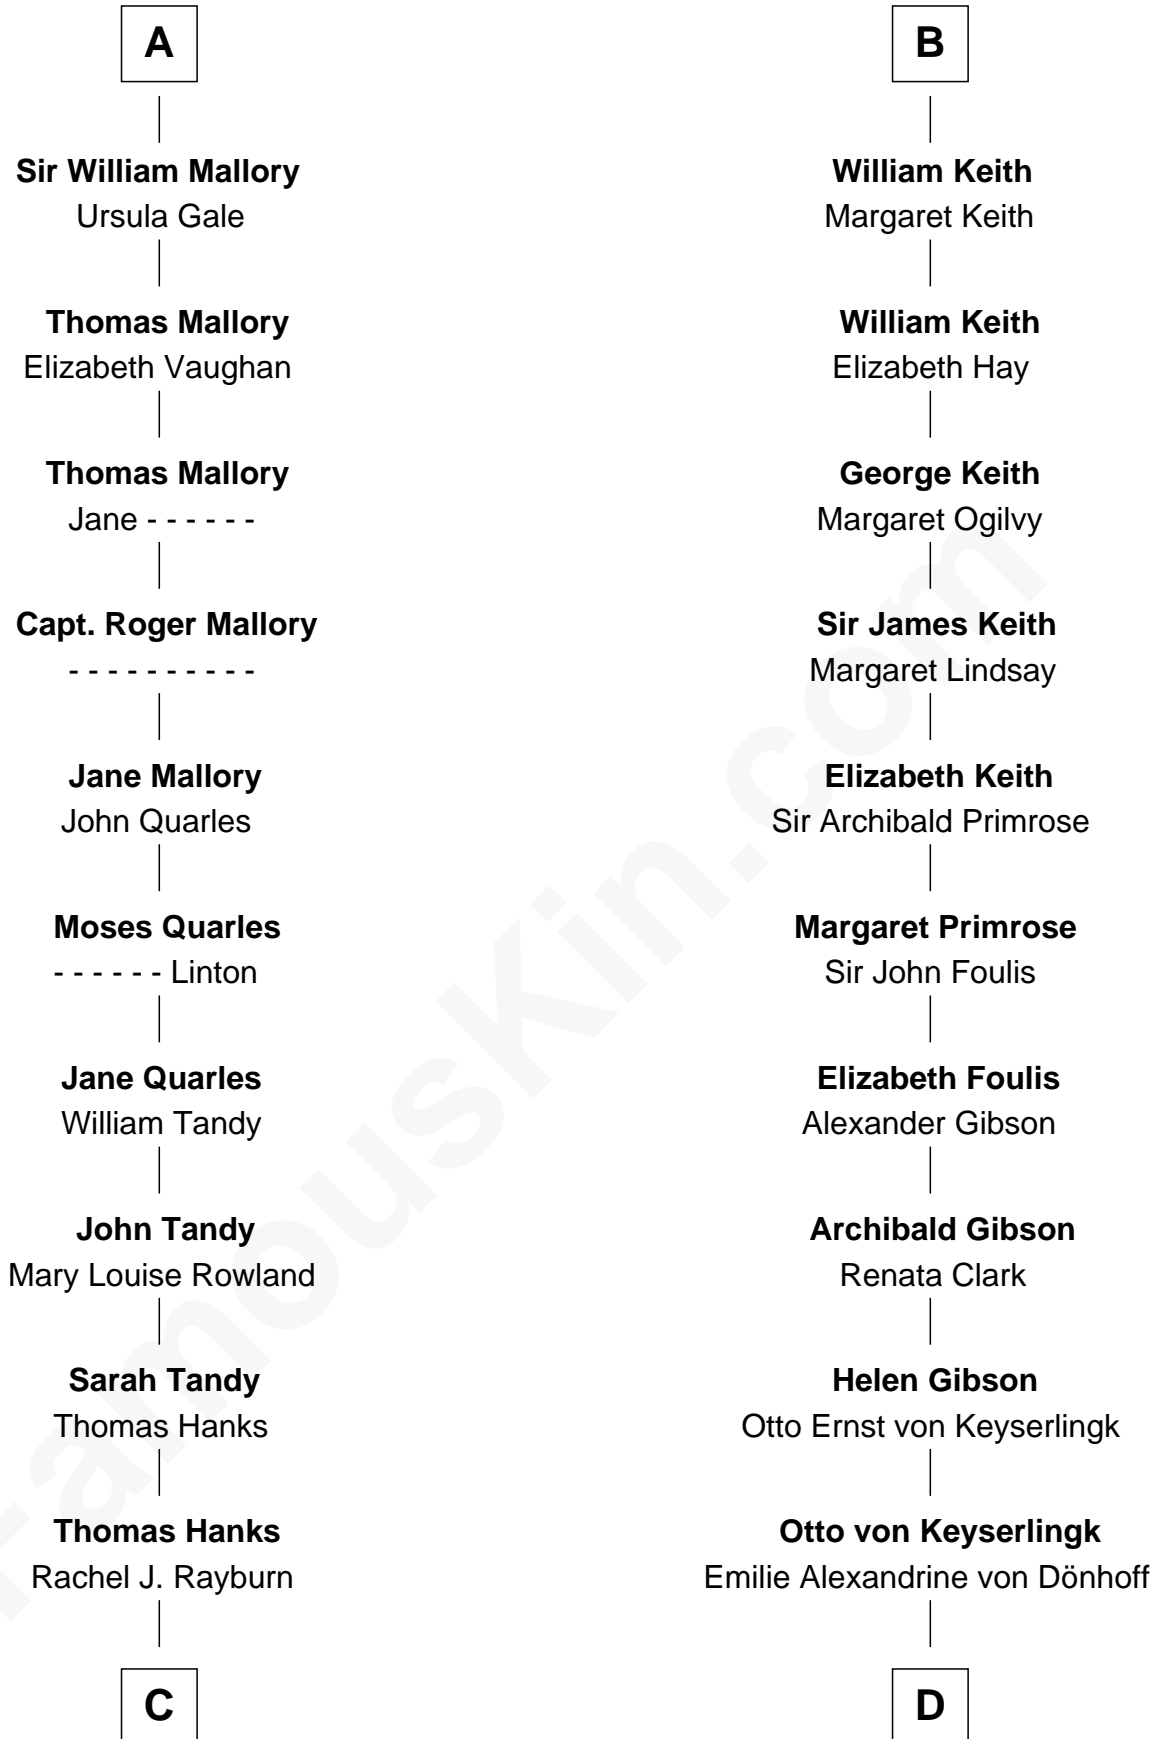 A
Sir William Mallory
Ursula Gale
Thomas Mallory
Elizabeth Vaughan
Thomas Mallory
Jane - - - - - -
Capt. Roger Mallory
- - - - - - - - - -
Jane Mallory
John Quarles
Moses Quarles
- - - - - - Linton
Jane Quarles
William Tandy
John Tandy
Mary Louise Rowland
Sarah Tandy
Thomas Hanks
Thomas Hanks
Rachel J. Rayburn
C
B
William Keith
Margaret Keith
William Keith
Elizabeth Hay
George Keith
Margaret Ogilvy
Sir James Keith
Margaret Lindsay
Elizabeth Keith
Sir Archibald Primrose
Margaret Primrose
Sir John Foulis
Elizabeth Foulis
Alexander Gibson
Archibald Gibson
Renata Clark
Helen Gibson
Otto Ernst von Keyserlingk
Otto von Keyserlingk
Emilie Alexandrine von Dönhoff
D
FamousKin.com